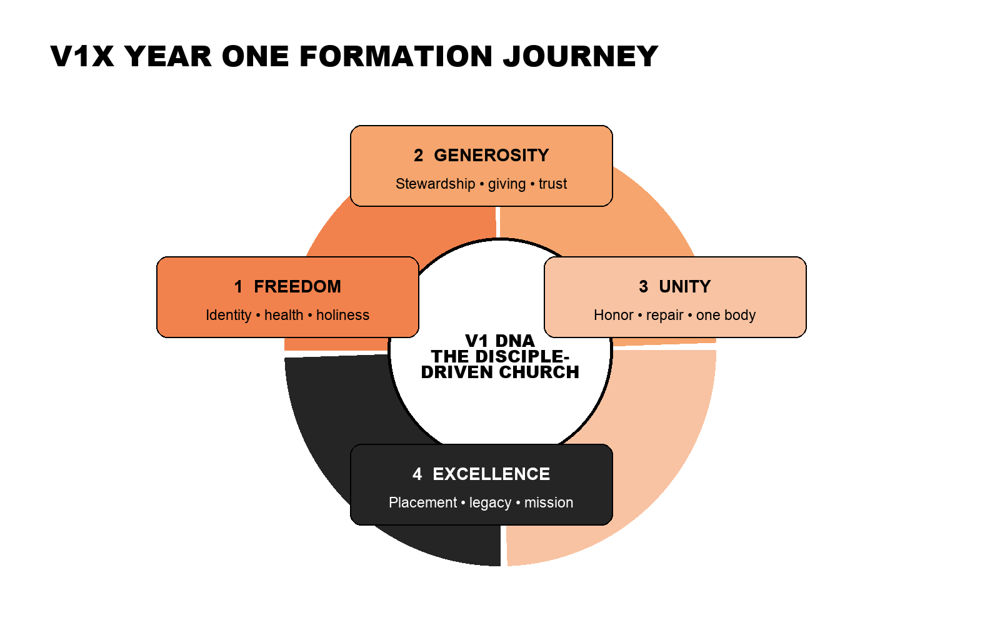 V1X YEAR ONE FORMATION JOURNEY
2 GENEROSITY
Stewardship • giving • trust
1 FREEDOM
Identity • health • holiness
3 UNITY
Honor • repair • one body
V1 DNA
THE DISCIPLE-
DRIVEN CHURCH
4 EXCELLENCE
Placement • legacy • mission